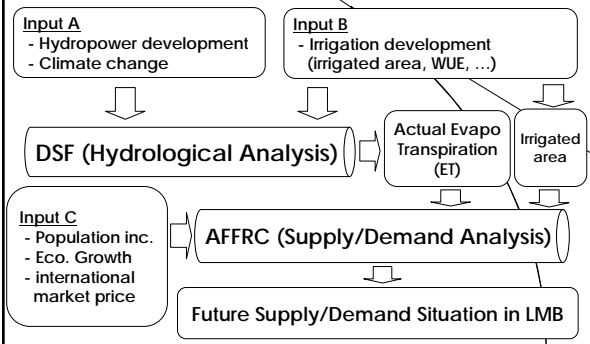 Input A
- Hydropower development
- Climate change
Input B
- Irrigation development
(irrigated area, WUE, ...)
DSF (Hydrological Analysis)
Actual Evapo
Transpiration
(ET)
Irrigated
area
Input C
- Population inc.
- Eco. Growth
- international
market price
AFFRC (Supply/Demand Analysis)
Future Supply/Demand Situation in LMB